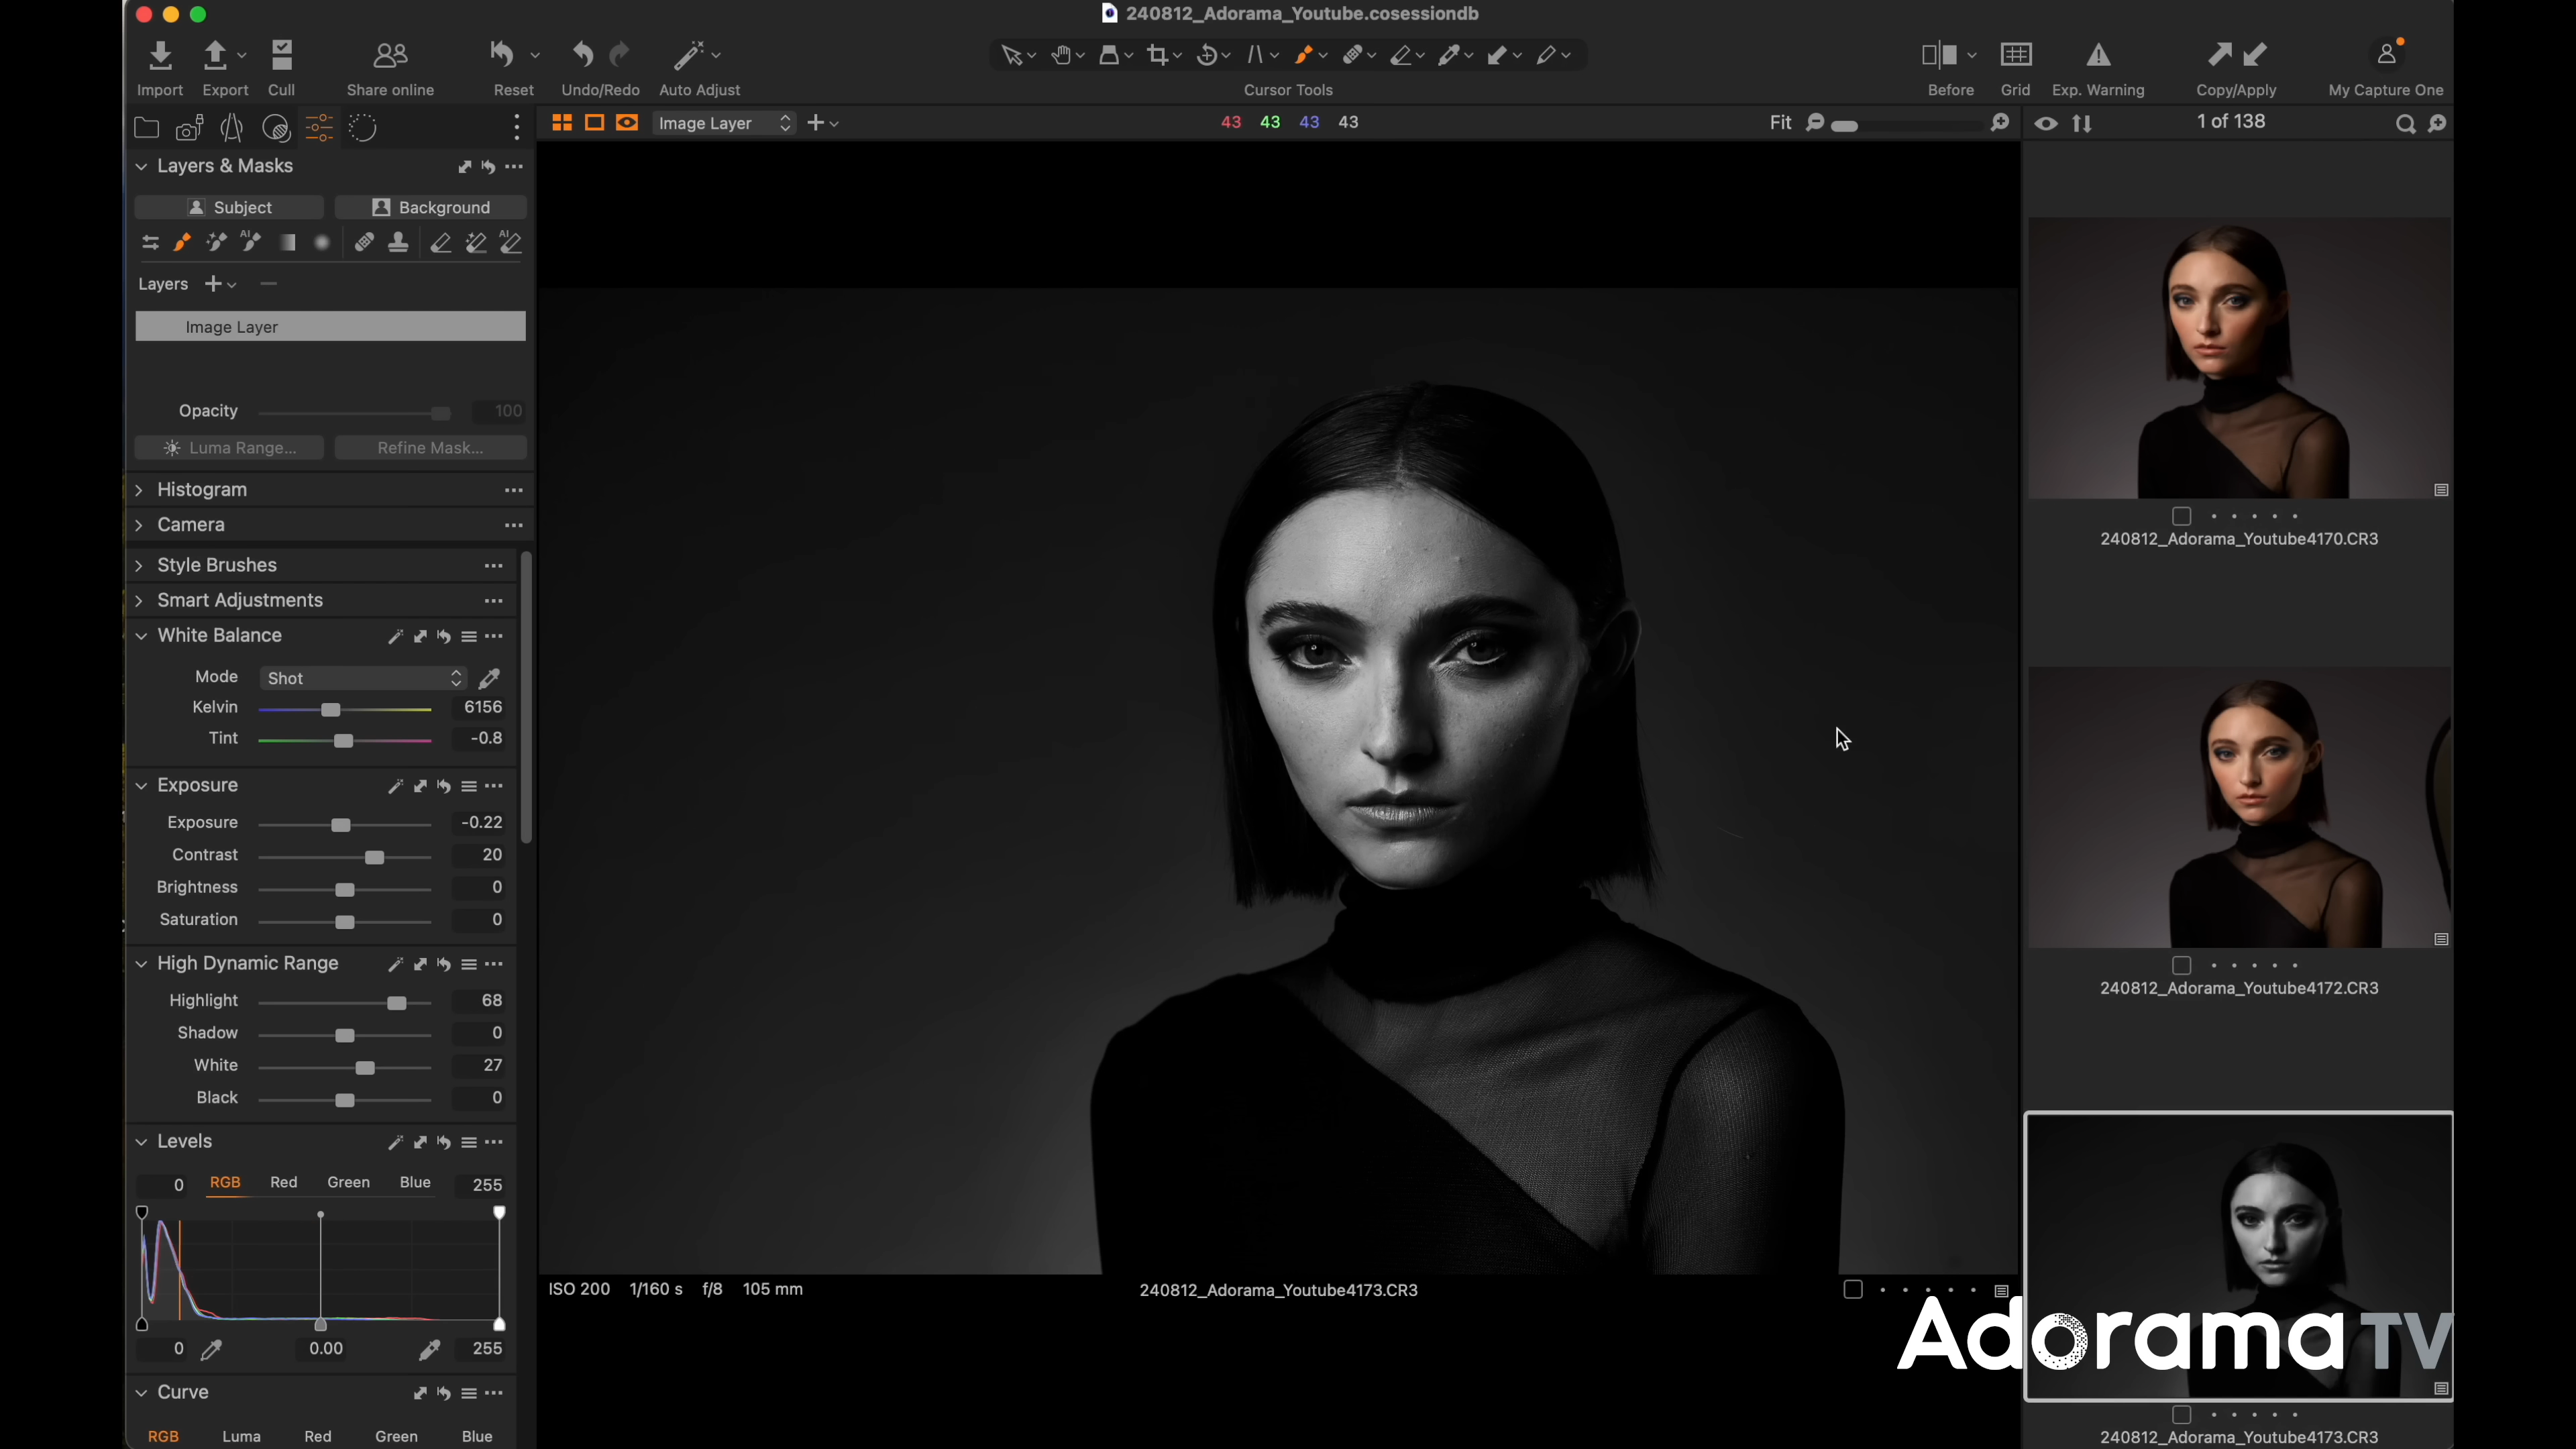 240812_Adorama_Youtube.cosessiondb
Import Export Cull Share online Reset Undo/Redo Auto Adjust Cursor Tools Before Grid Exp. Warning Copy/Apply My Capture One
Image Layer 43 43 43 43 Fit 1 of 138
Layers & Masks
Subject Background
AI AI
Layers
Image Layer
Opacity 100
Luma Range... Refine Mask...
Histogram
Camera
Style Brushes
Smart Adjustments
White Balance
Mode Shot
Kelvin 6156
Tint -0.8
Exposure
Exposure -0.22
Contrast 20
Brightness 0
Saturation 0
High Dynamic Range
Highlight 68
Shadow 0
White 27
Black 0
Levels
0 RGB Red Green Blue 255
0 0.00 255
Curve
RGB Luma Red Green Blue
ISO 200 1/160 s f/8 105 mm 240812_Adorama_Youtube4173.CR3
240812_Adorama_Youtube4170.CR3
240812_Adorama_Youtube4172.CR3
Adorama TV
240812_Adorama_Youtube4173.CR3